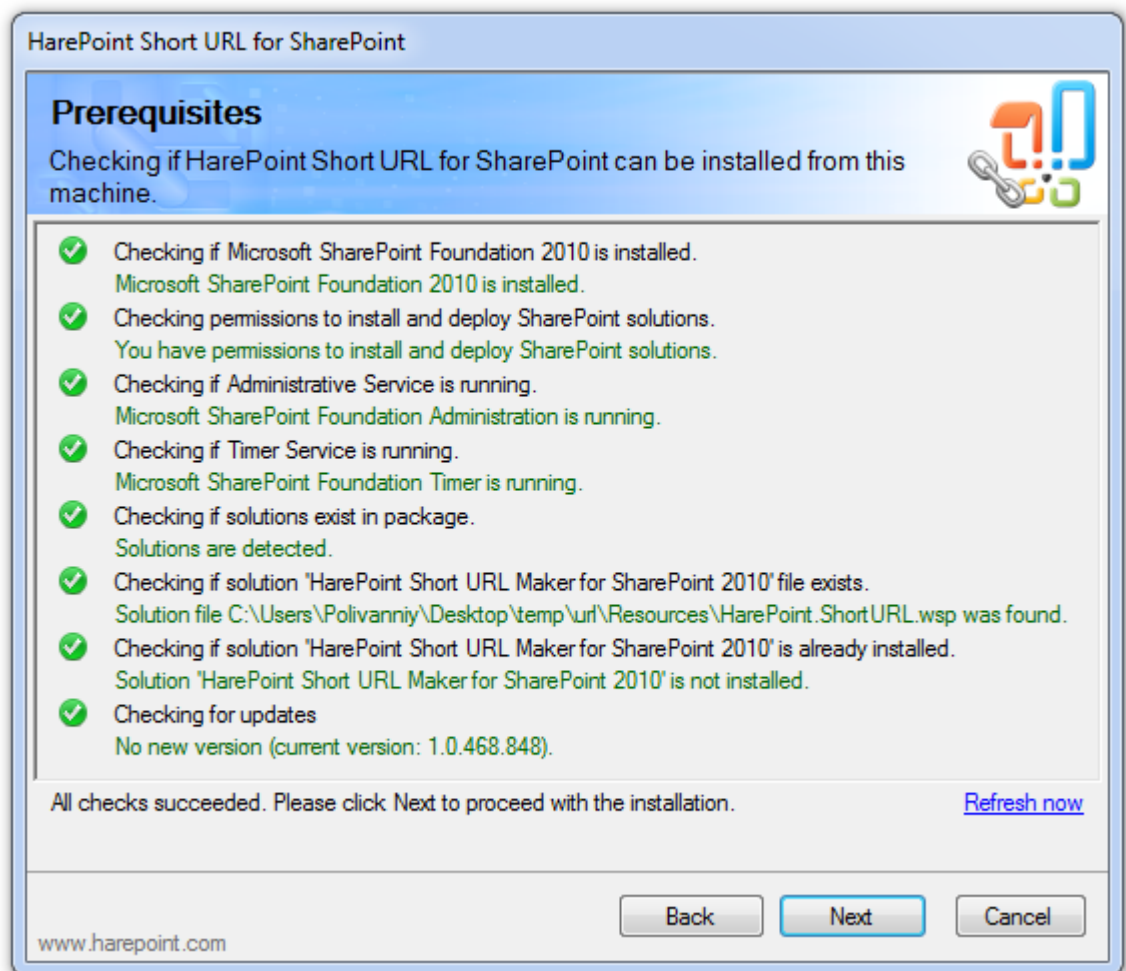 HarePoint Short URL for SharePoint
Prerequisites
Checking if HarePoint Short URL for SharePoint can be installed from this
machine.
Checking if Microsoft SharePoint Foundation 2010 is installed.
Microsoft SharePoint Foundation 2010 is installed.
Checking permissions to install and deploy SharePoint solutions.
You have permissions to install and deploy SharePoint solutions.
Checking if Administrative Service is running.
Microsoft SharePoint Foundation Administration is running.
Checking if Timer Service is running.
Microsoft SharePoint Foundation Timer is running.
Checking if solutions exist in package.
Solutions are detected.
Checking if solution 'HarePoint Short URL Maker for SharePoint 2010' file exists.
Solution file C:\Users\Polivanniy\Desktop\temp\url\Resources\HarePoint.ShortURL.wsp was found.
Checking if solution 'HarePoint Short URL Maker for SharePoint 2010' is already installed.
Solution 'HarePoint Short URL Maker for SharePoint 2010' is not installed.
Checking for updates
No new version (current version: 1.0.468.848).
All checks succeeded. Please click Next to proceed with the installation.
Refresh now
Back
Next
Cancel
www.harepoint.com